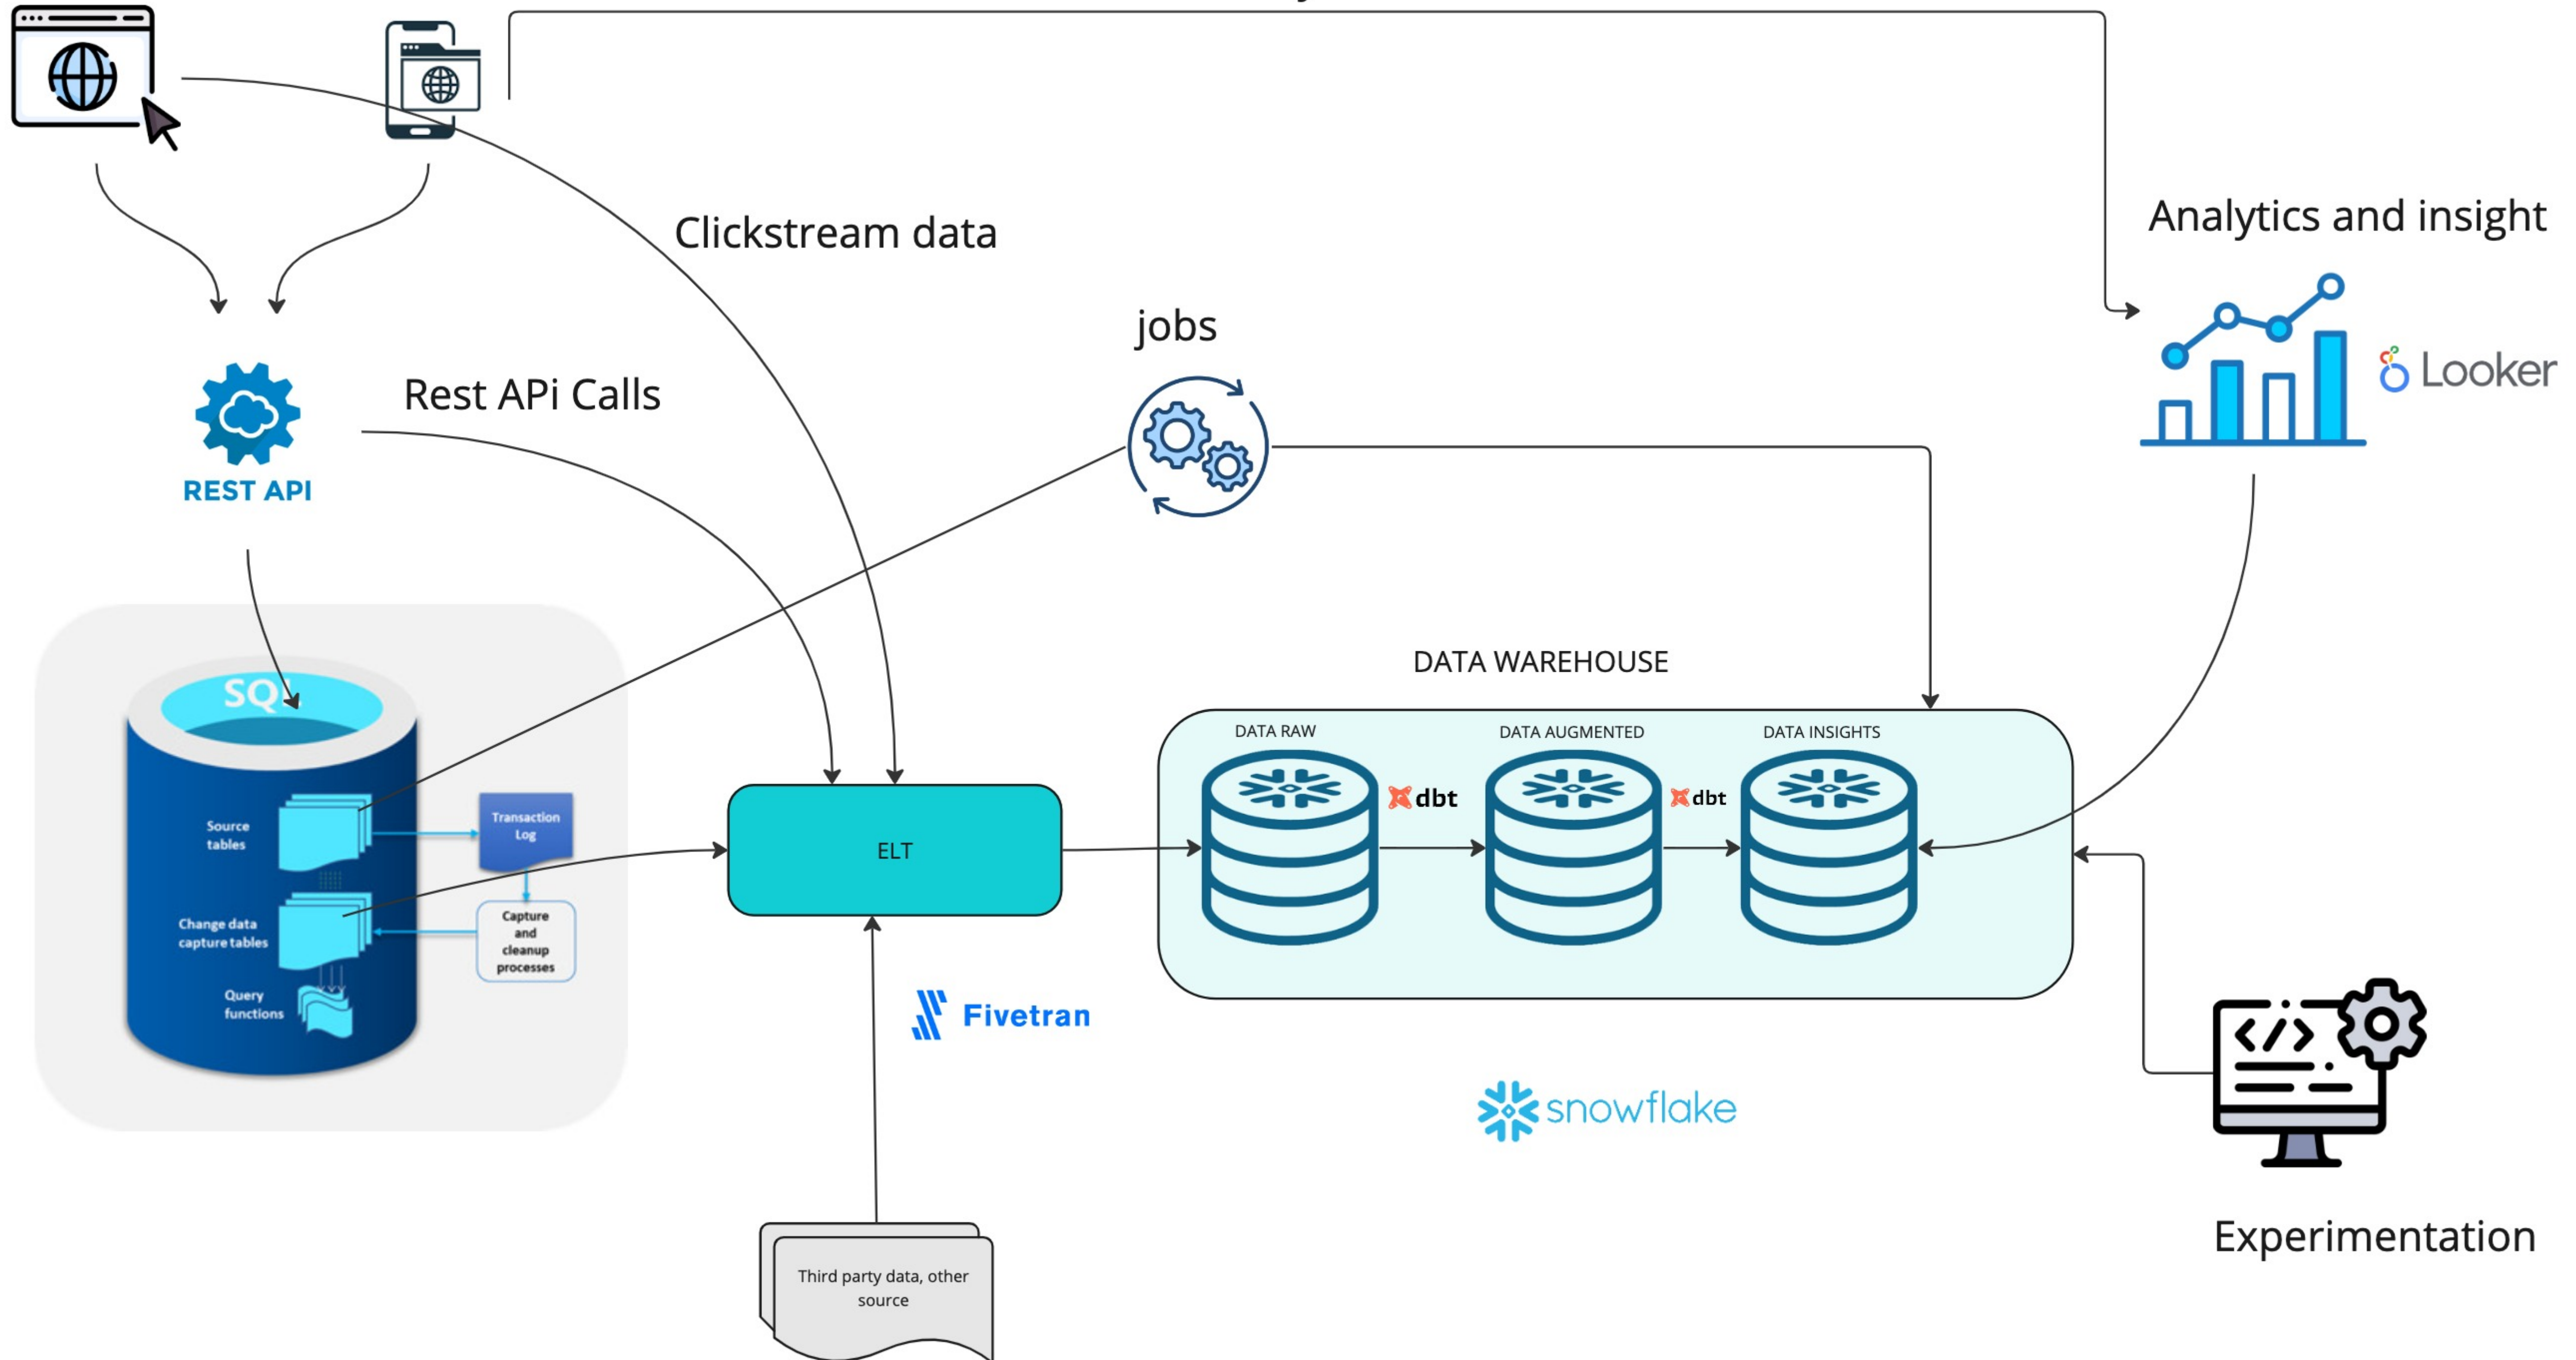 Clickstream data
Analytics and insight
jobs
Looker
Rest APi Calls
REST API
DATA WAREHOUSE
SQL
DATA RAW
DATA AUGMENTED
DATA INSIGHTS
dbt
dbt
Source
tables
Transaction
Log
ELT
Change data
capture tables
Capture
and
cleanup
processes
Query
functions
Fivetran
snowflake
Experimentation
Third party data, other
source